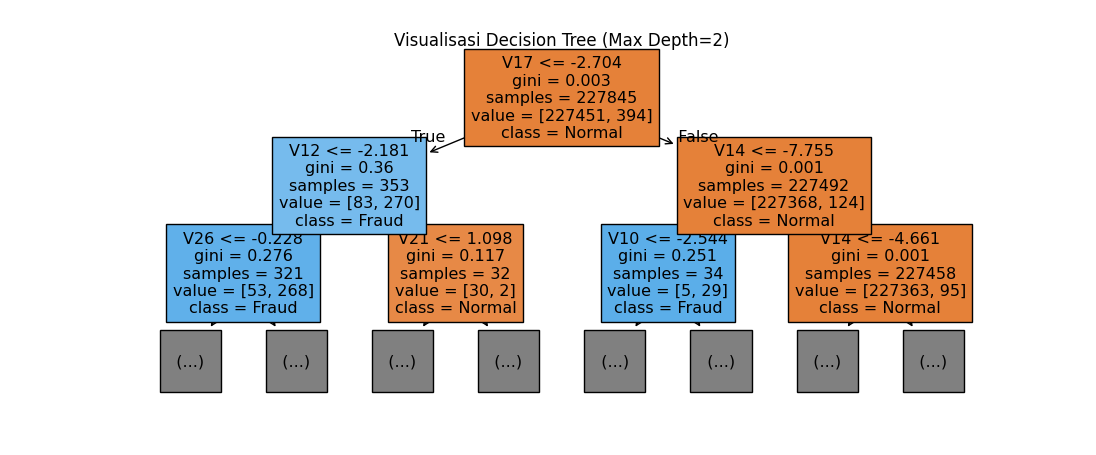 Visualisasi Decision Tree (Max Depth=2)
V17 <= -2.704
gini = 0.003
samples = 227845
value = [227451, 394]
class = Normal
True
False
V12 <= -2.181
gini = 0.36
samples = 353
value = [83, 270]
class = Fraud
V14 <= -7.755
gini = 0.001
samples = 227492
value = [227368, 124]
class = Normal
V26 <= -0.228
gini = 0.276
samples = 321
value = [53, 268]
class = Fraud
V21 <= 1.098
gini = 0.117
samples = 32
value = [30, 2]
class = Normal
V10 <= -2.544
gini = 0.251
samples = 34
value = [5, 29]
class = Fraud
V14 <= -4.661
gini = 0.001
samples = 227458
value = [227363, 95]
class = Normal
(...)
(...)
(...)
(...)
(...)
(...)
(...)
(...)